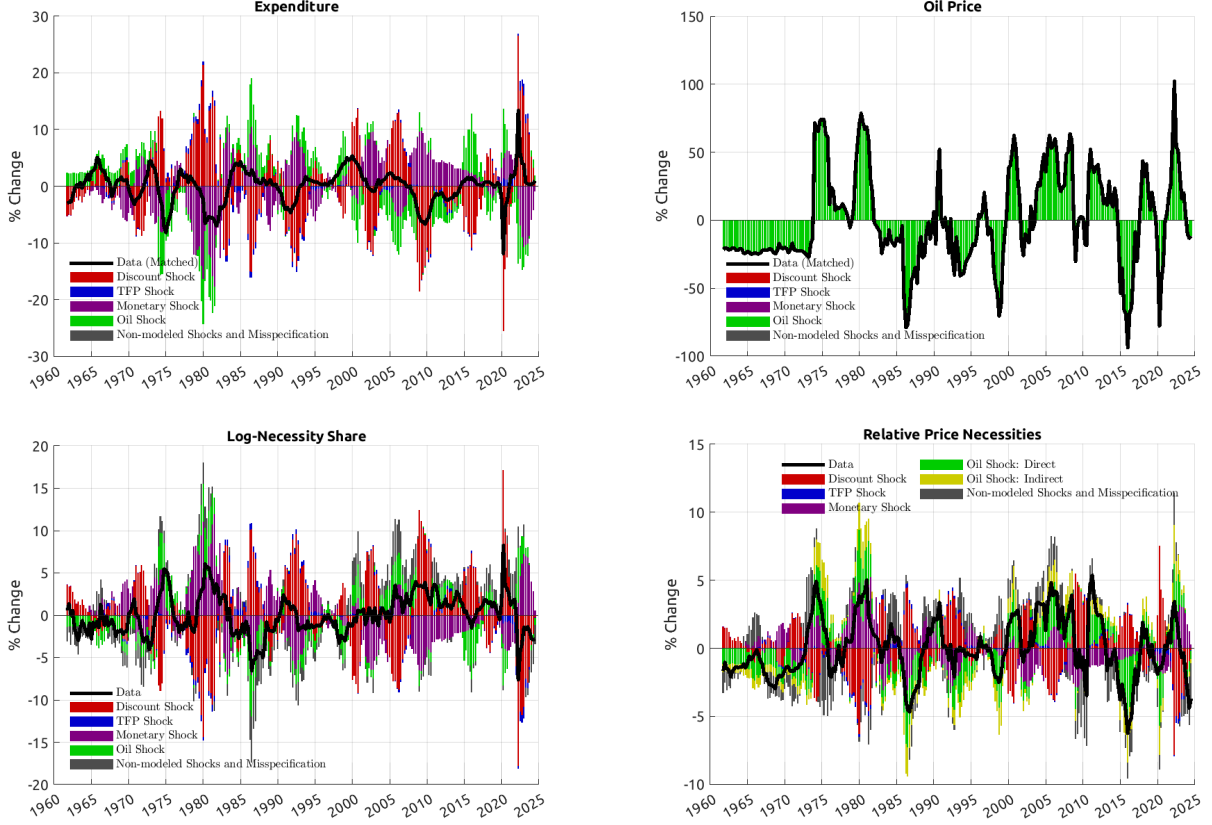 Expenditure
30
20
10
0
-10
-20
-30
% Change
Data (Matched)
Discount Shock
TFP Shock
Monetary Shock
Oil Shock
Non-modeled Shocks and Misspecification
1960 1965 1970 1975 1980 1985 1990 1995 2000 2005 2010 2015 2020 2025
Oil Price
150
100
50
0
-50
-100
% Change
Data (Matched)
Discount Shock
TFP Shock
Monetary Shock
Oil Shock
Non-modeled Shocks and Misspecification
1960 1965 1970 1975 1980 1985 1990 1995 2000 2005 2010 2015 2020 2025
Log-Necessity Share
20
15
10
5
0
-5
-10
-15
-20
% Change
Data
Discount Shock
TFP Shock
Monetary Shock
Oil Shock
Non-modeled Shocks and Misspecification
1960 1965 1970 1975 1980 1985 1990 1995 2000 2005 2010 2015 2020 2025
Relative Price Necessities
15
10
5
0
-5
-10
% Change
Data
Discount Shock
TFP Shock
Monetary Shock
Oil Shock: Direct
Oil Shock: Indirect
Non-modeled Shocks and Misspecification
1960 1965 1970 1975 1980 1985 1990 1995 2000 2005 2010 2015 2020 2025